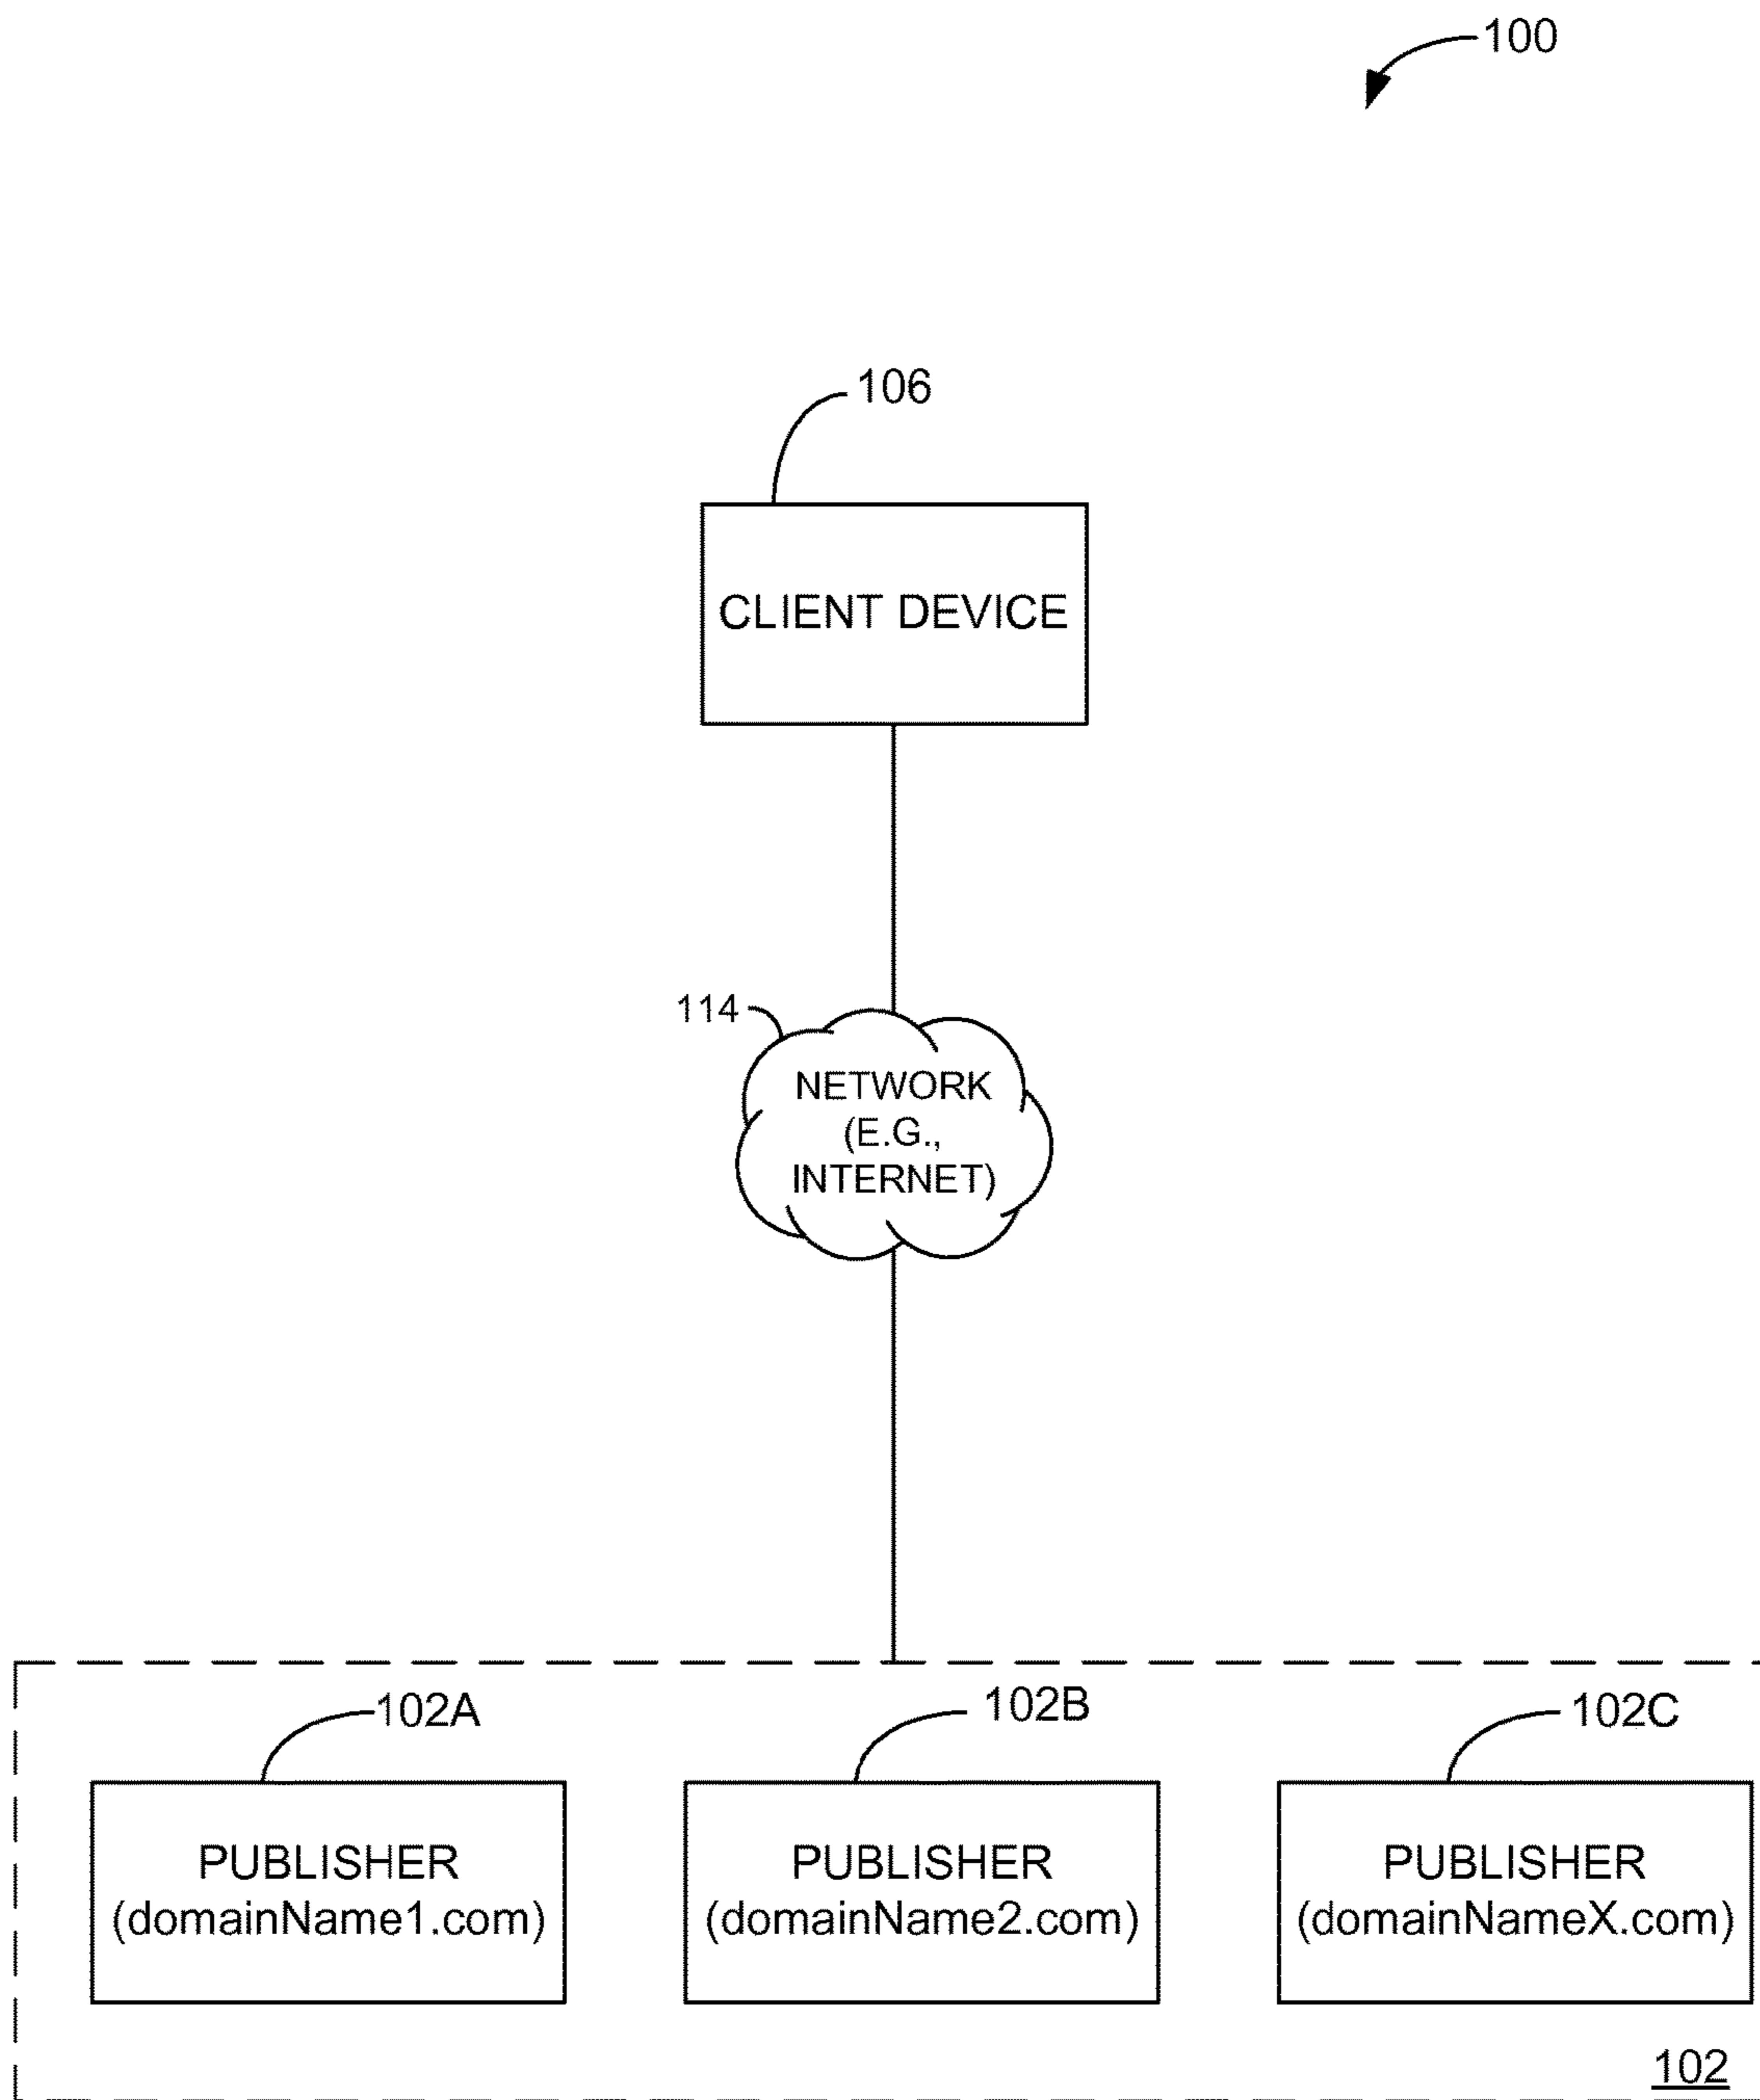 100
106
CLIENT DEVICE
114
NETWORK
(E.G.,
INTERNET)
102A
102B
102C
PUBLISHER
(domainName1.com)
PUBLISHER
(domainName2.com)
PUBLISHER
(domainNameX.com)
102